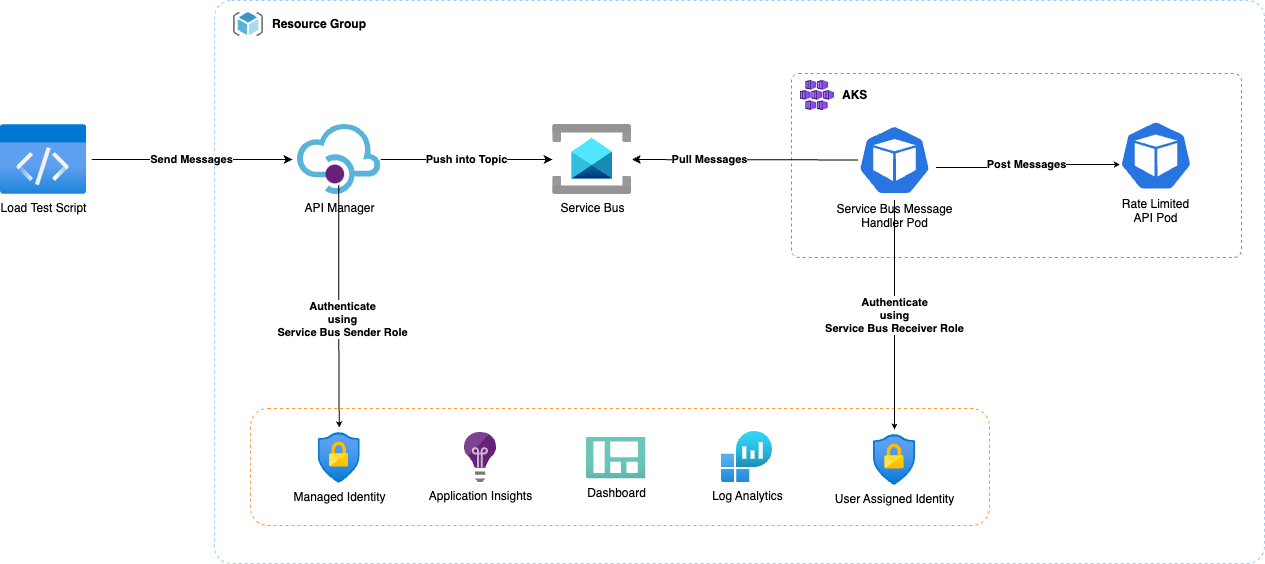 Resource Group
AKS
Send Messages
Push into Topic
Pull Messages
Post Messages
Load Test Script
API Manager
Service Bus
Service Bus Message
Handler Pod
Rate Limited
API Pod
Authenticate
using
Service Bus Sender Role
Authenticate
using
Service Bus Receiver Role
Managed Identity
Application Insights
Dashboard
Log Analytics
User Assigned Identity